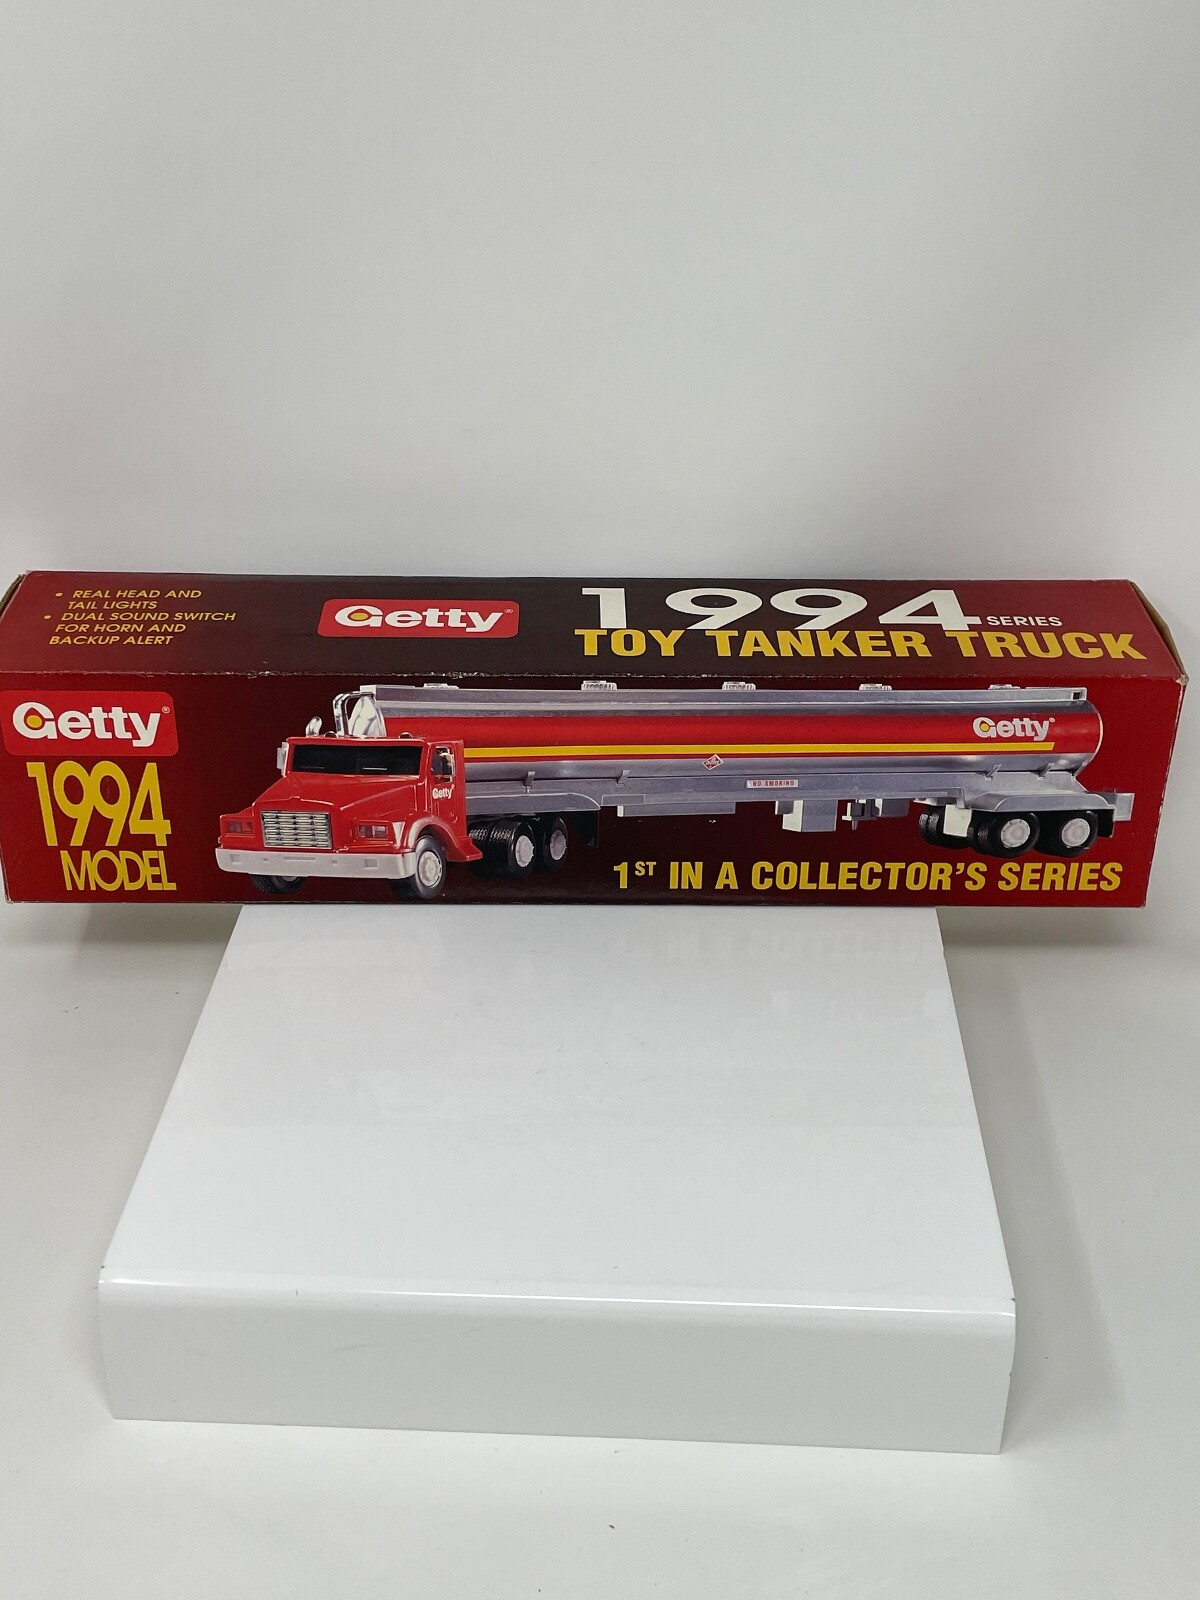 • REAL HEAD AND
TAIL LIGHTS
• DUAL SOUND SWITCH
FOR HORN AND
BACKUP ALERT
Getty®
1994 SERIES
TOY TANKER TRUCK
Getty®
1994
MODEL
Getty®
Getty
NO SMOKING
1ST IN A COLLECTOR'S SERIES